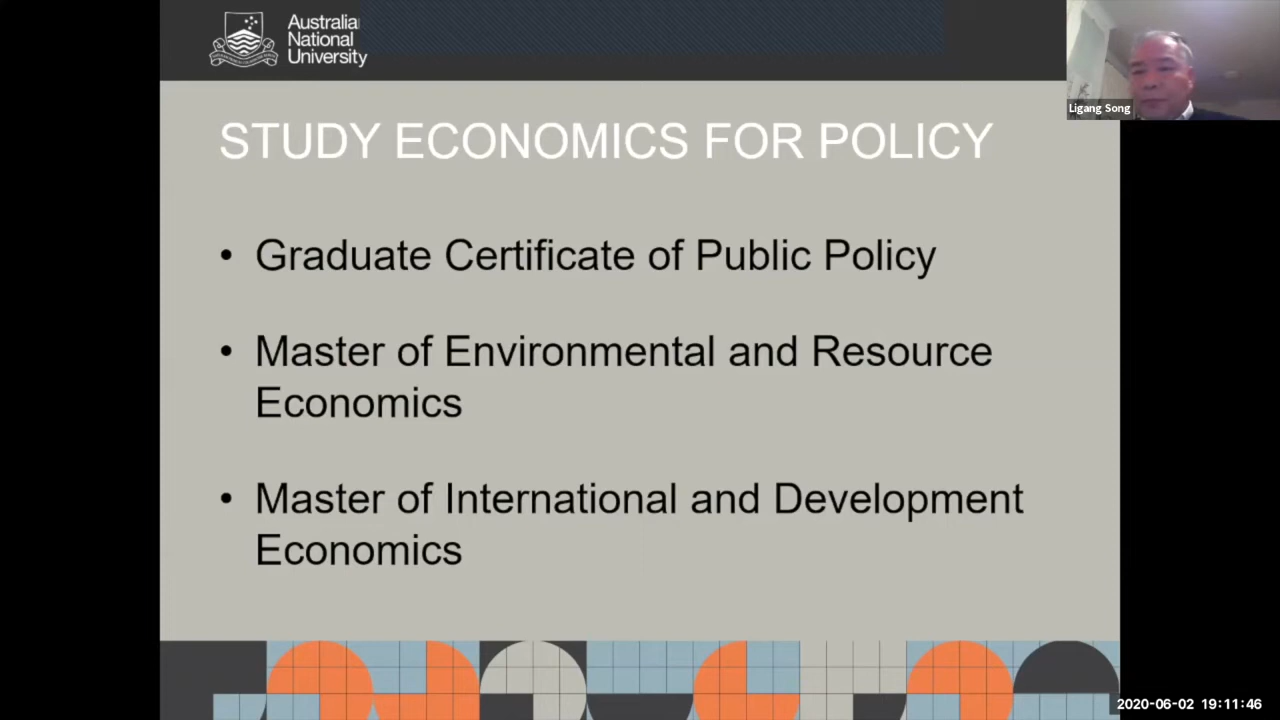 Australian
National
University
Ligang Song
STUDY ECONOMICS FOR POLICY
• Graduate Certificate of Public Policy
• Master of Environmental and Resource
Economics
• Master of International and Development
Economics
2020-06-02 19:11:46